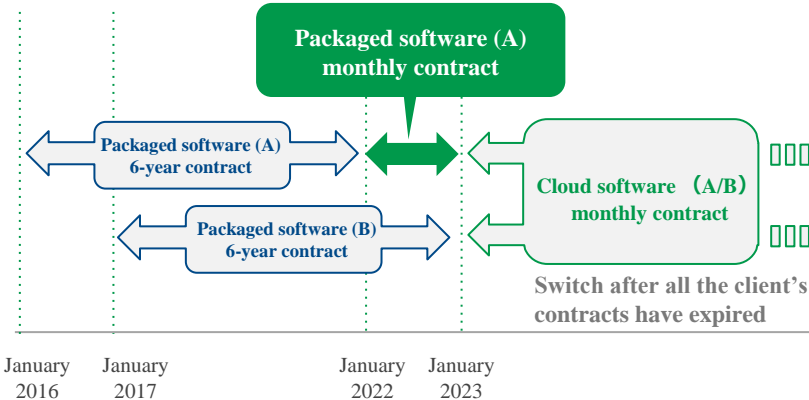 Packaged software (A)
monthly contract
Packaged software (A)
6-year contract
Packaged software (B)
6-year contract
Cloud software （A/B）
monthly contract
Switch after all the client’s
contracts have expired
January
2016
January
2017
January
2022
January
2023